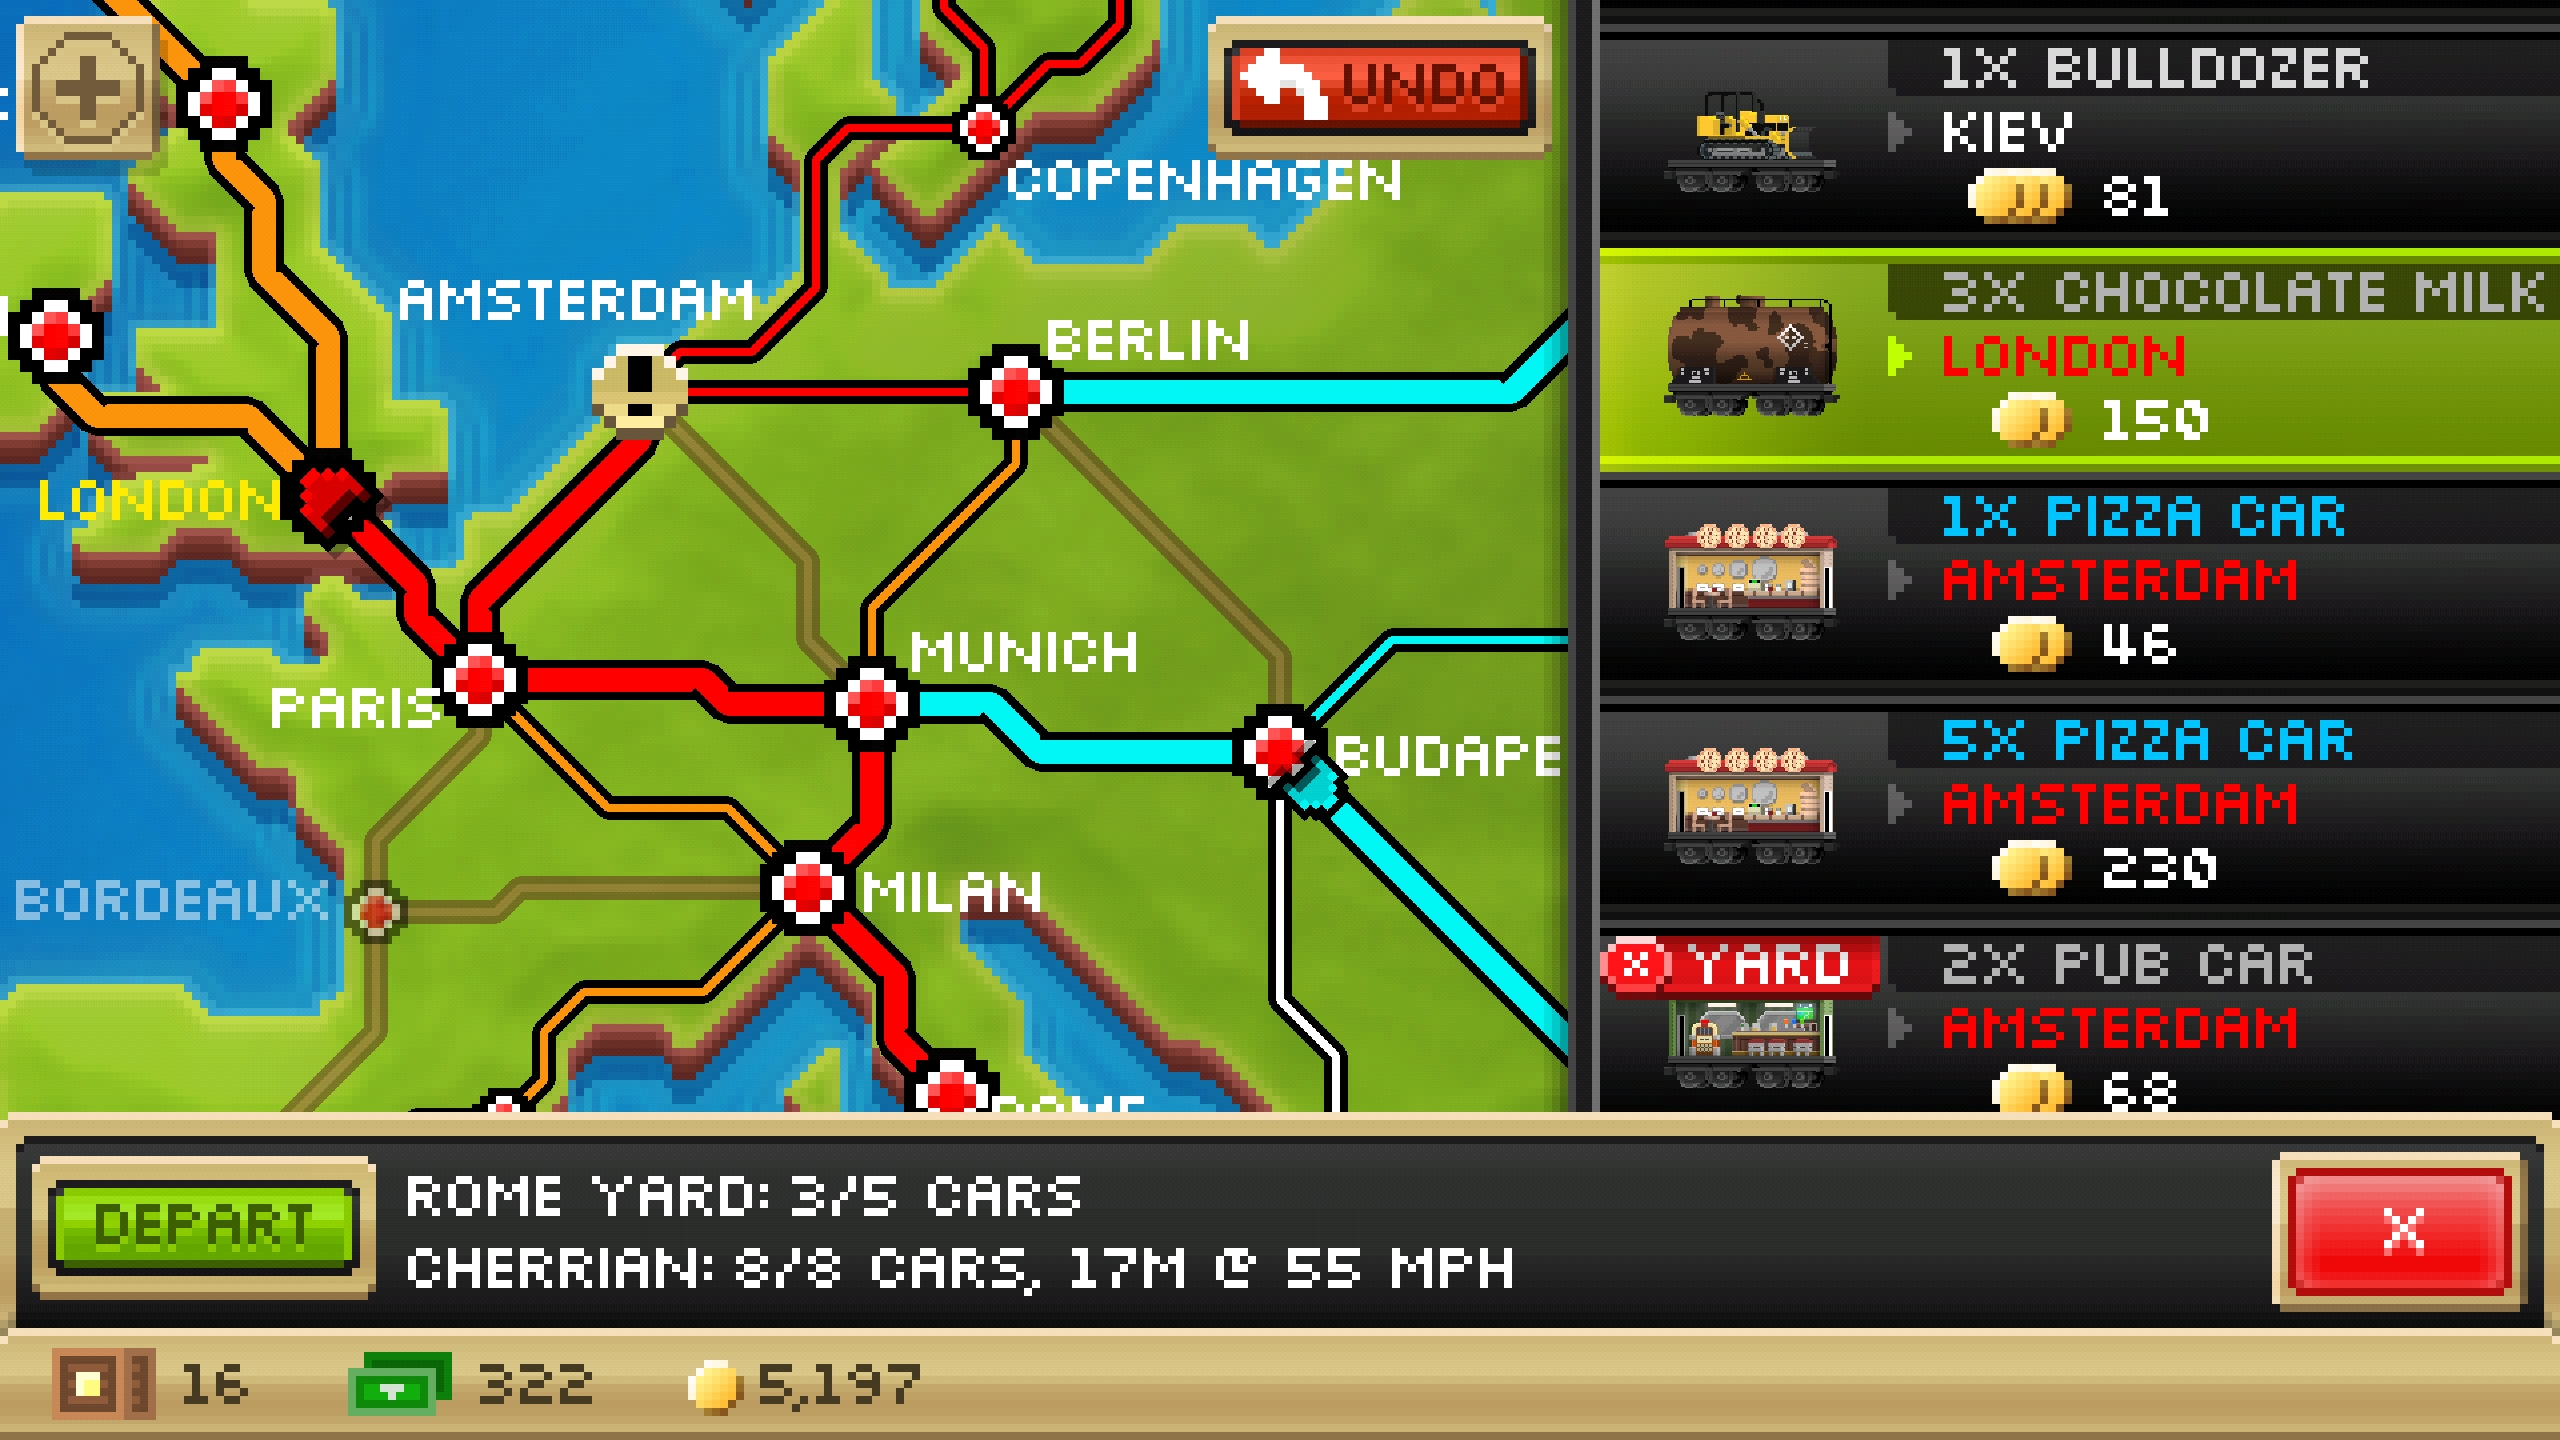 UNDO
COPENHAGEN
AMSTERDAM
BERLIN
LONDON
MUNICH
PARIS
BUDAPE
BORDEAUX
MILAN
1X BULLDOZER
KIEV
81
3X CHOCOLATE MILK
LONDON
150
1X PIZZA CAR
AMSTERDAM
46
5X PIZZA CAR
AMSTERDAM
230
YARD
2X PUB CAR
AMSTERDAM
68
DEPART
ROME YARD: 3/5 CARS
CHERRIAN: 8/8 CARS, 17M @ 55 MPH
X
16
322
5,197